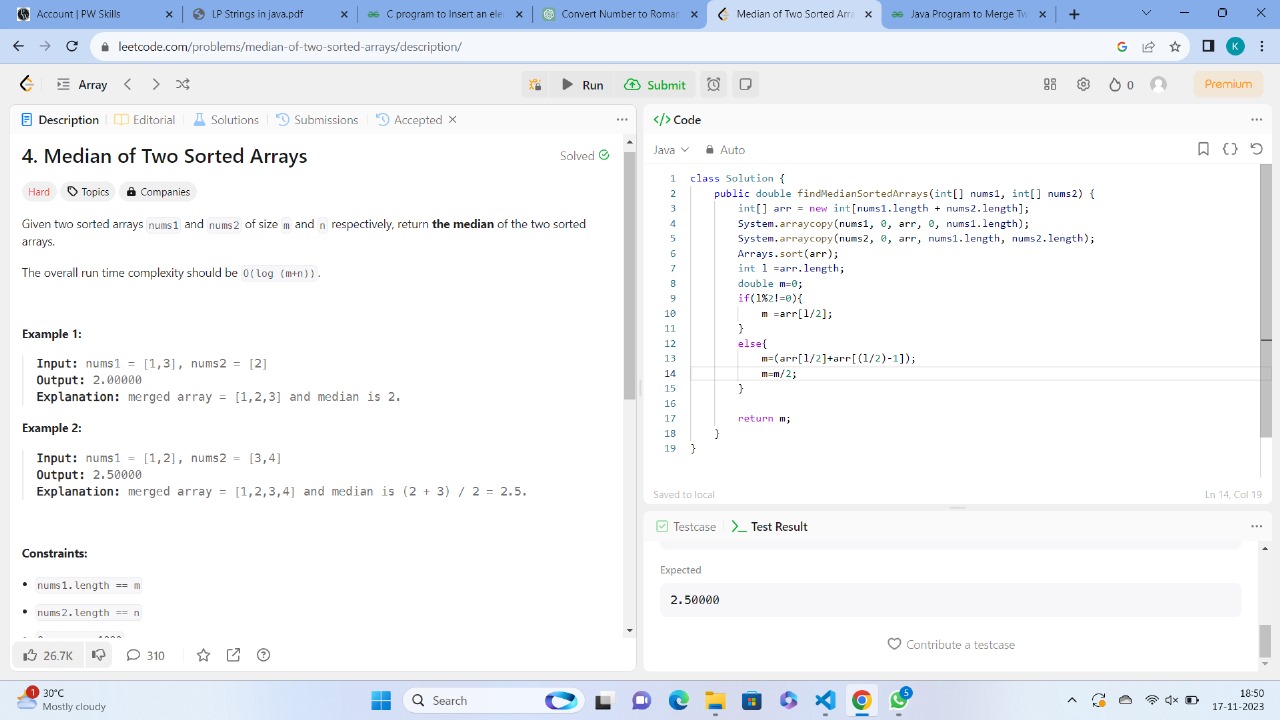 Account | PW Skills
LP Strings in java.pdf
C program to Insert an ele
Convert Number to Roma
Median of Two Sorted Arra
Java Program to Merge Tw
leetcode.com/problems/median-of-two-sorted-arrays/description/
K
Array
Run
Submit
0
Premium
Description
Editorial
Solutions
Submissions
Accepted
4. Median of Two Sorted Arrays
Solved
Hard
Topics
Companies
Given two sorted arrays nums1 and nums2 of size m and n respectively, return the median of the two sorted
arrays.
The overall run time complexity should be O(log (m+n)).
Example 1:
Input: nums1 = [1,3], nums2 = [2]
Output: 2.00000
Explanation: merged array = [1,2,3] and median is 2.
Example 2:
Input: nums1 = [1,2], nums2 = [3,4]
Output: 2.50000
Explanation: merged array = [1,2,3,4] and median is (2 + 3) / 2 = 2.5.
Constraints:
nums1.length == m
nums2.length == n
26.7K
310
</> Code
Java
Auto
1 class Solution {
2 public double findMedianSortedArrays(int[] nums1, int[] nums2) {
3 int[] arr = new int[nums1.length + nums2.length];
4 System.arraycopy(nums1, 0, arr, 0, nums1.length);
5 System.arraycopy(nums2, 0, arr, nums1.length, nums2.length);
6 Arrays.sort(arr);
7 int l =arr.length;
8 double m=0;
9 if(l%2!=0){
10 m =arr[l/2];
11 }
12 else{
13 m=(arr[l/2]+arr[(l/2)-1]);
14 m=m/2;
15 }
16
17 return m;
18 }
19 }
Saved to local
Ln 14, Col 19
Testcase
Test Result
Expected
2.50000
Contribute a testcase
1
30°C
Mostly cloudy
Search
5
18:50
17-11-2023